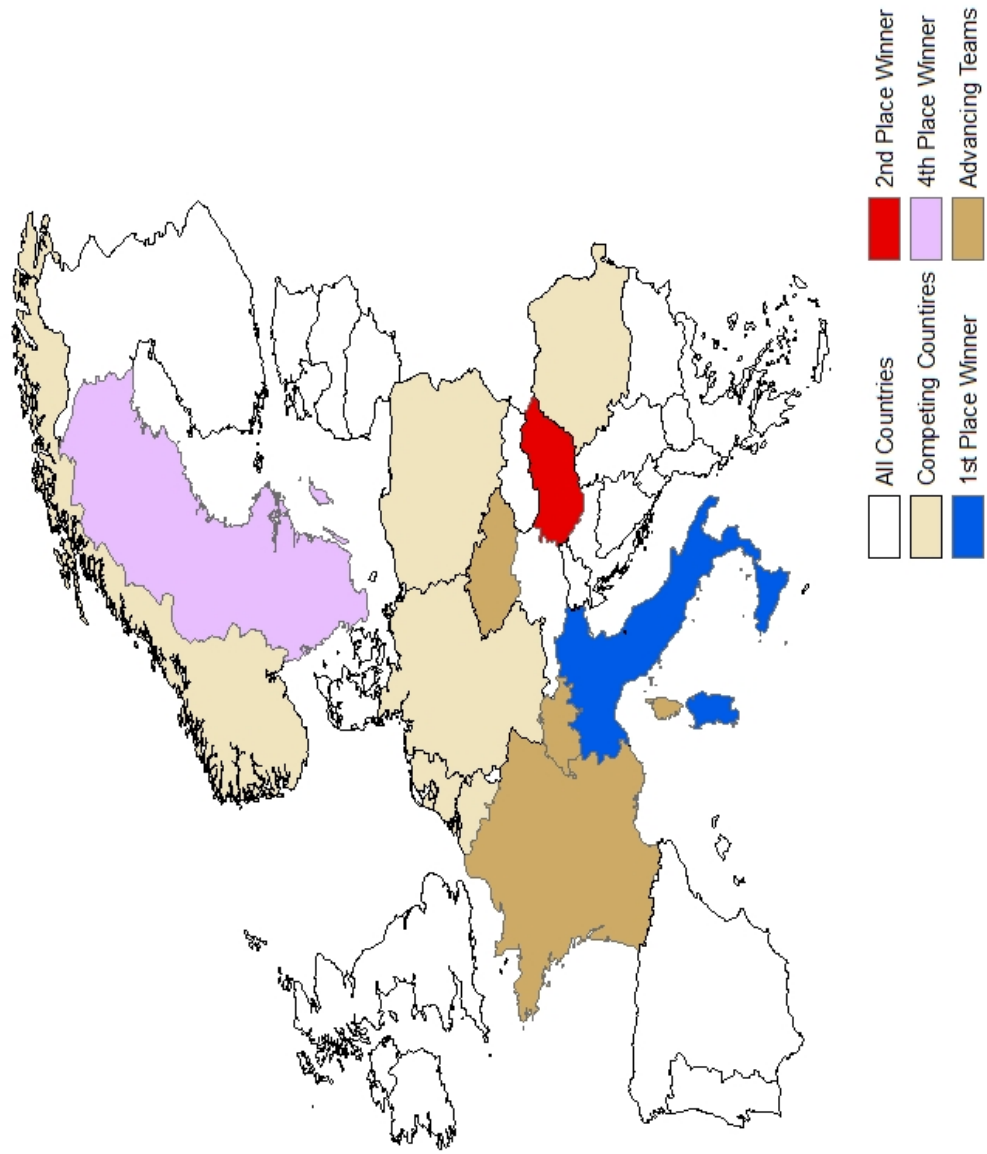 All Countries
2nd Place Winner
Competing Countires
4th Place Winner
1st Place Winner
Advancing Teams